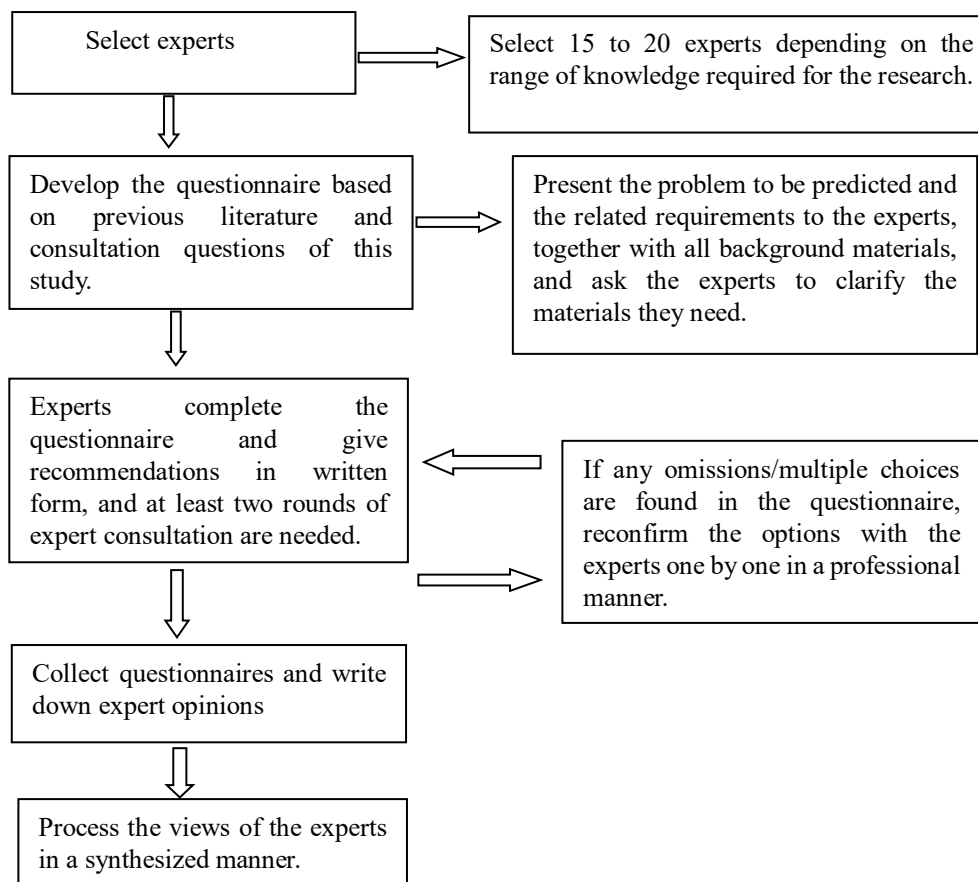 Select experts
Select 15 to 20 experts depending on the
range of knowledge required for the research.
Develop the questionnaire based
on previous literature and
consultation questions of this
study.
Present the problem to be predicted and
the related requirements to the experts,
together with all background materials,
and ask the experts to clarify the
materials they need.
Experts complete the
questionnaire and give
recommendations in written
form, and at least two rounds of
expert consultation are needed.
If any omissions/multiple choices
are found in the questionnaire,
reconfirm the options with the
experts one by one in a professional
manner.
Collect questionnaires and write
down expert opinions
Process the views of the experts
in a synthesized manner.